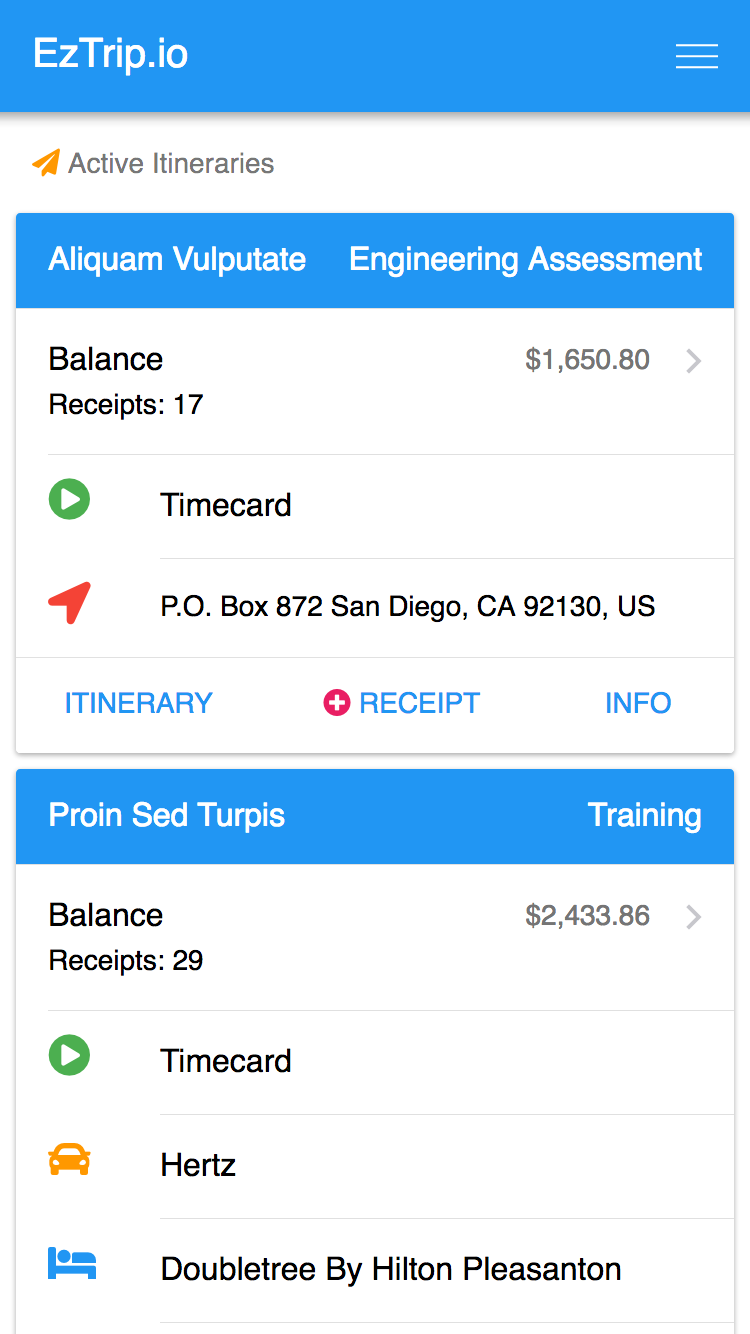 EzTrip.io
Active Itineraries
Aliquam Vulputate Engineering Assessment
Balance $1,650.80
Receipts: 17
Timecard
P.O. Box 872 San Diego, CA 92130, US
ITINERARY RECEIPT INFO
Proin Sed Turpis Training
Balance $2,433.86
Receipts: 29
Timecard
Hertz
Doubletree By Hilton Pleasanton